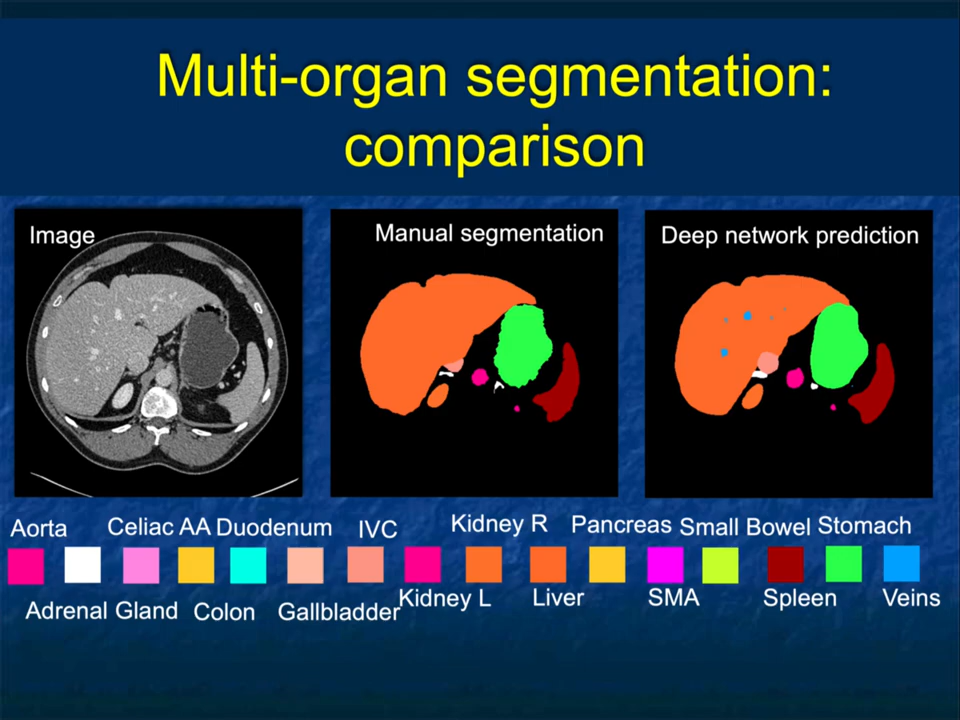 Multi-organ segmentation:
comparison
Image
Manual segmentation
Deep network prediction
Aorta
Celiac AA
Duodenum
IVC
Kidney R
Pancreas
Small Bowel
Stomach
Adrenal Gland
Colon
Gallbladder
Kidney L
Liver
SMA
Spleen
Veins